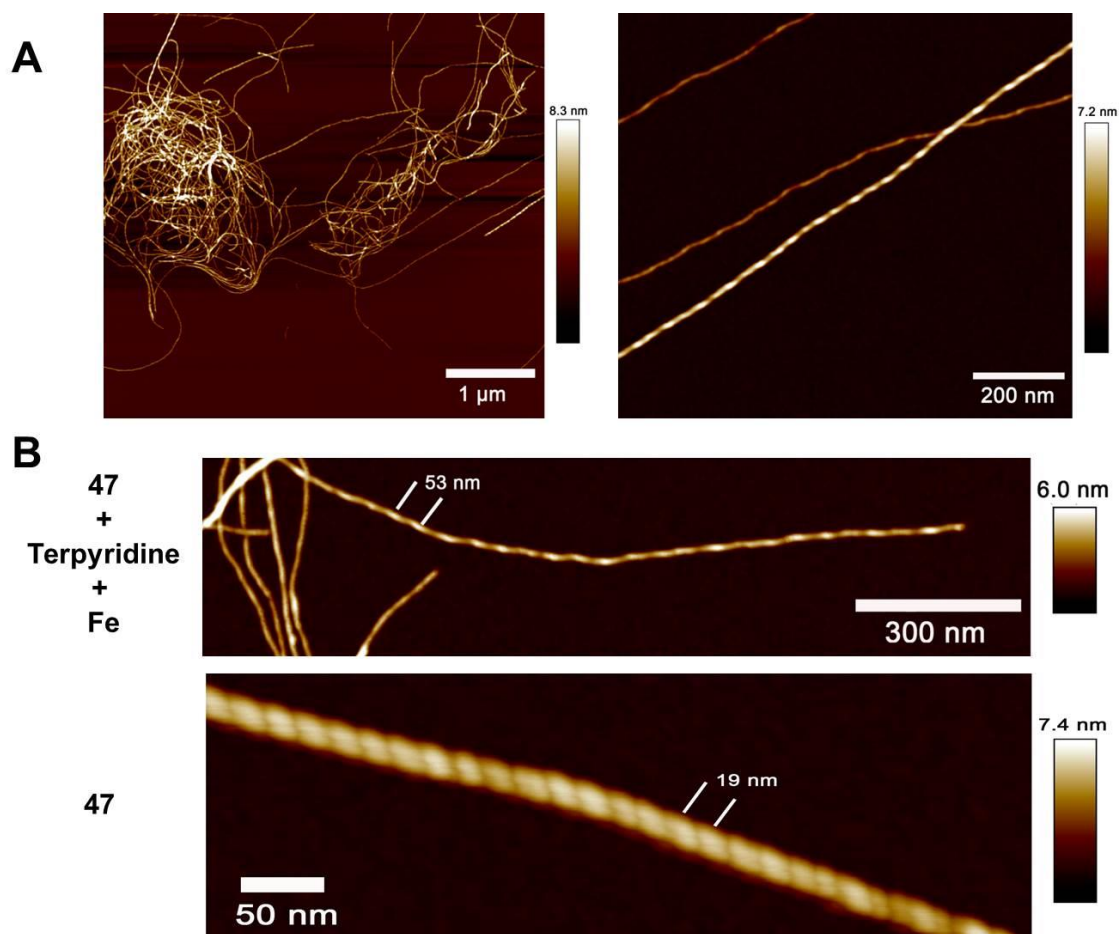 A
8.3 nm
1 µm
7.2 nm
200 nm
B
47
+
Terpyridine
+
Fe
53 nm
300 nm
6.0 nm
47
19 nm
50 nm
7.4 nm